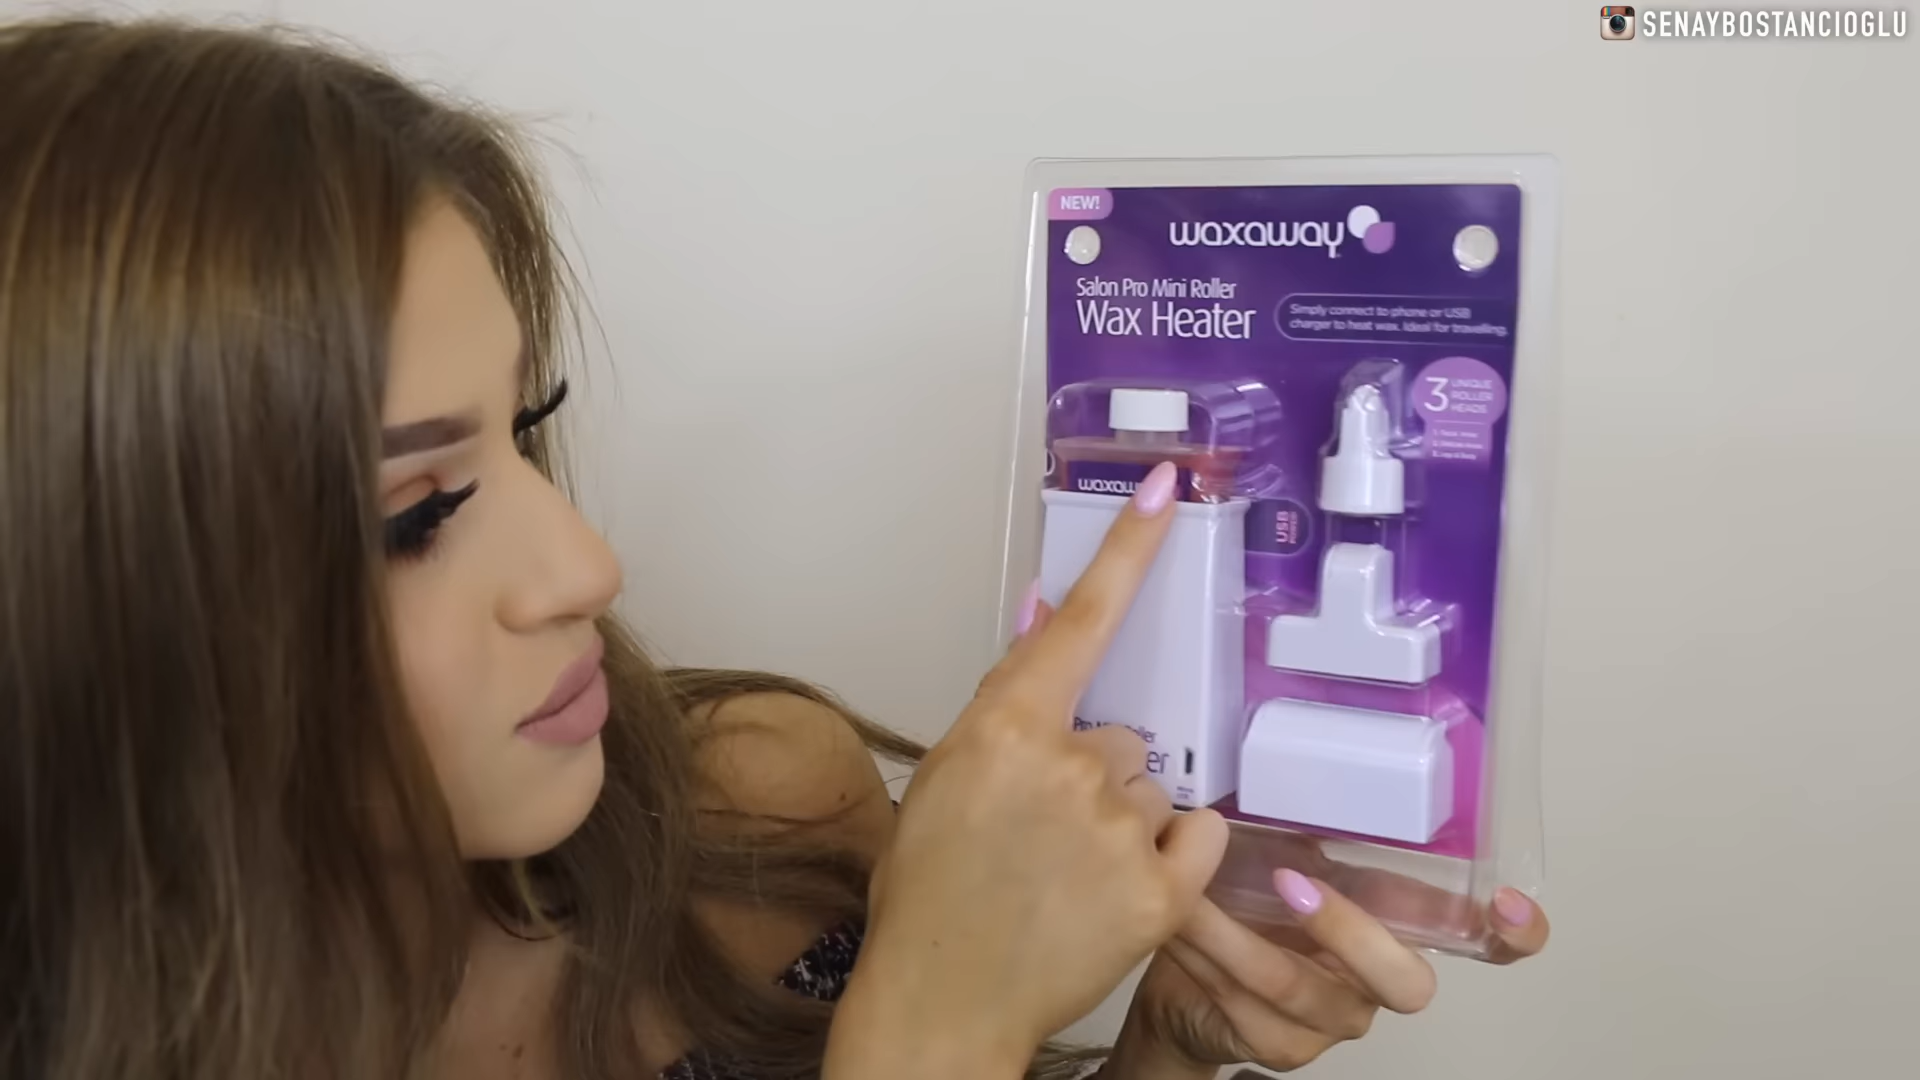 SENAYBOSTANCIOGLU
NEW!
waxaway
Salon Pro Mini Roller
Wax Heater
Simply connect to phone or USB
charger to heat wax. Ideal for travelling.
3 UNIQUE
ROLLER
HEADS
USB
POWER